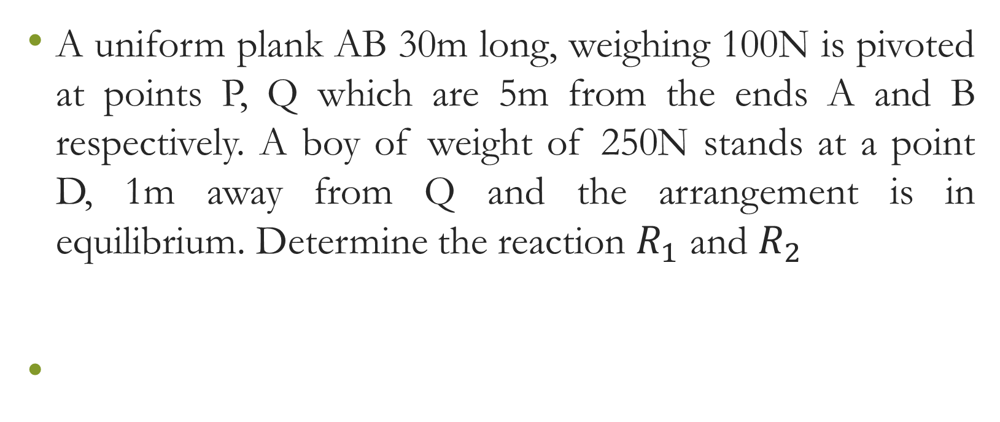 • A uniform plank AB 30m long, weighing 100N is pivoted
at points P, Q which are 5m from the ends A and B
respectively. A boy of weight of 250N stands at a point
D, 1m away from Q and the arrangement is in
equilibrium. Determine the reaction R₁ and R₂
•